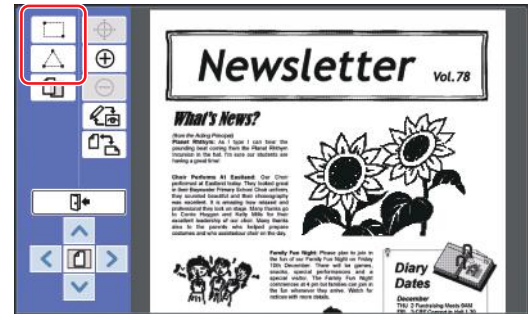 Newsletter Vol. 78
What's News?
(from the Acting Principal)
Planet Rhthym: As I type I can hear the
pounding beat coming from the Planet Rhthym
incursion in the hall. I'm sure our students are
having a great time!
Choir Performs At Eastland: Our Choir
performed at Eastland today. They looked great
in their Bayswater Primary School Choir uniform,
they sounded beautiful and their choreography
was excellent. It is amazing how relaxed and
professional they look on stage. Many thanks go
to Carrie Heggen and Kelly Mills for their
excellent leadership of our choir. Many thanks
also to the parents who helped prepare
costumes and who assisted our choir on the day.
Family Fun Night: Please plan to join in
the fun of our Family Fun Night on Friday
10th December. There will be games,
snacks, special performances and a
special visitor. The Family Fun Night
commences at 4 pm but families can join in
the fun whenever they arrive. Watch for
notices with more details.
Diary
Dates
December
THU 2 Fundraising Meets 9AM